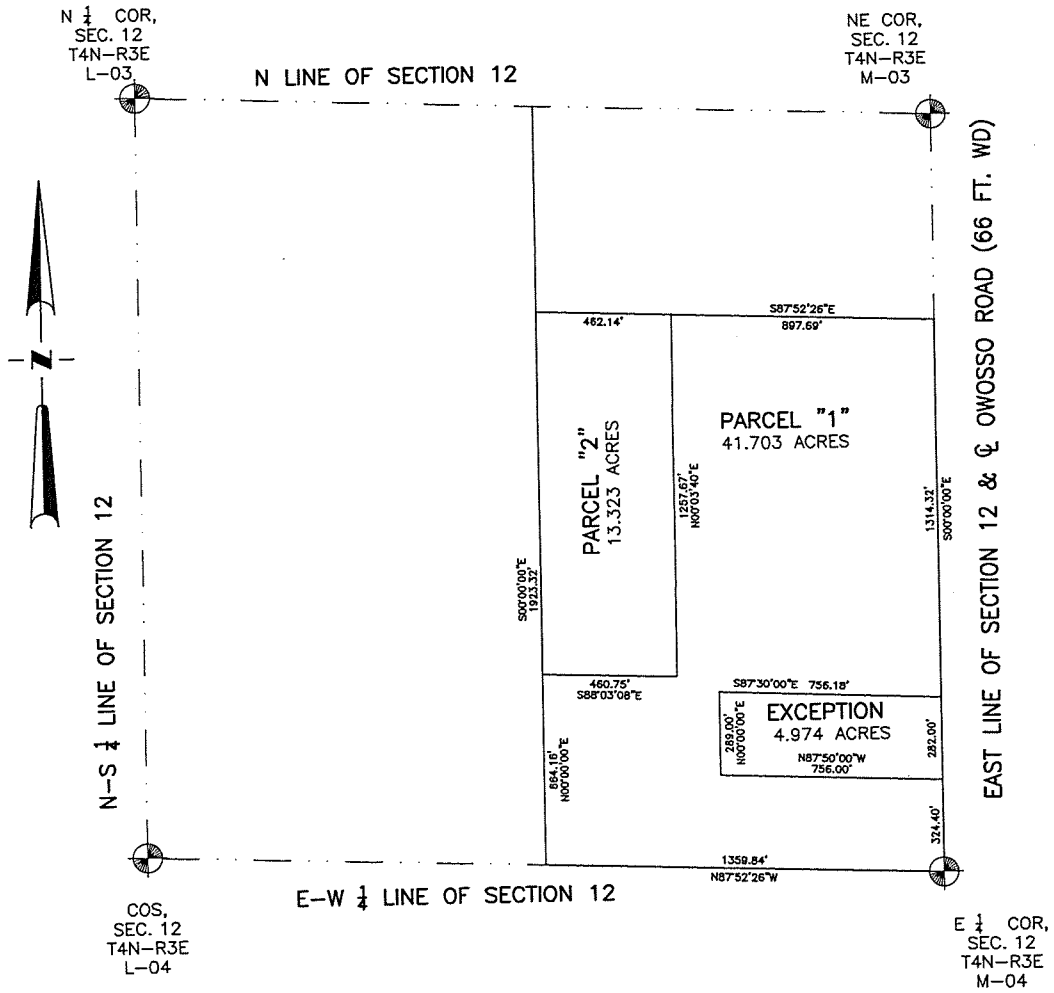 N 1/4 COR,
SEC. 12
T4N-R3E
L-03
NE COR,
SEC. 12
T4N-R3E
M-03
N LINE OF SECTION 12
EAST LINE OF SECTION 12 & ℄ OWOSSO ROAD (66 FT. WD)
N
N-S 1/4 LINE OF SECTION 12
S87°52'26"E
462.14'
897.69'
PARCEL "1"
41.703 ACRES
PARCEL "2"
13.323 ACRES
1257.67'
N00°03'40"E
1314.32'
S00°00'00"E
S00°00'00"E
1923.32'
460.75'
S88°03'08"E
S87°30'00"E 756.18'
EXCEPTION
4.974 ACRES
289.00'
N00°00'00"E
282.00'
N87°50'00"W
756.00'
664.16'
N00°00'00"E
324.40'
1359.84'
N87°52'26"W
E-W 1/4 LINE OF SECTION 12
COS,
SEC. 12
T4N-R3E
L-04
E 1/4 COR,
SEC. 12
T4N-R3E
M-04